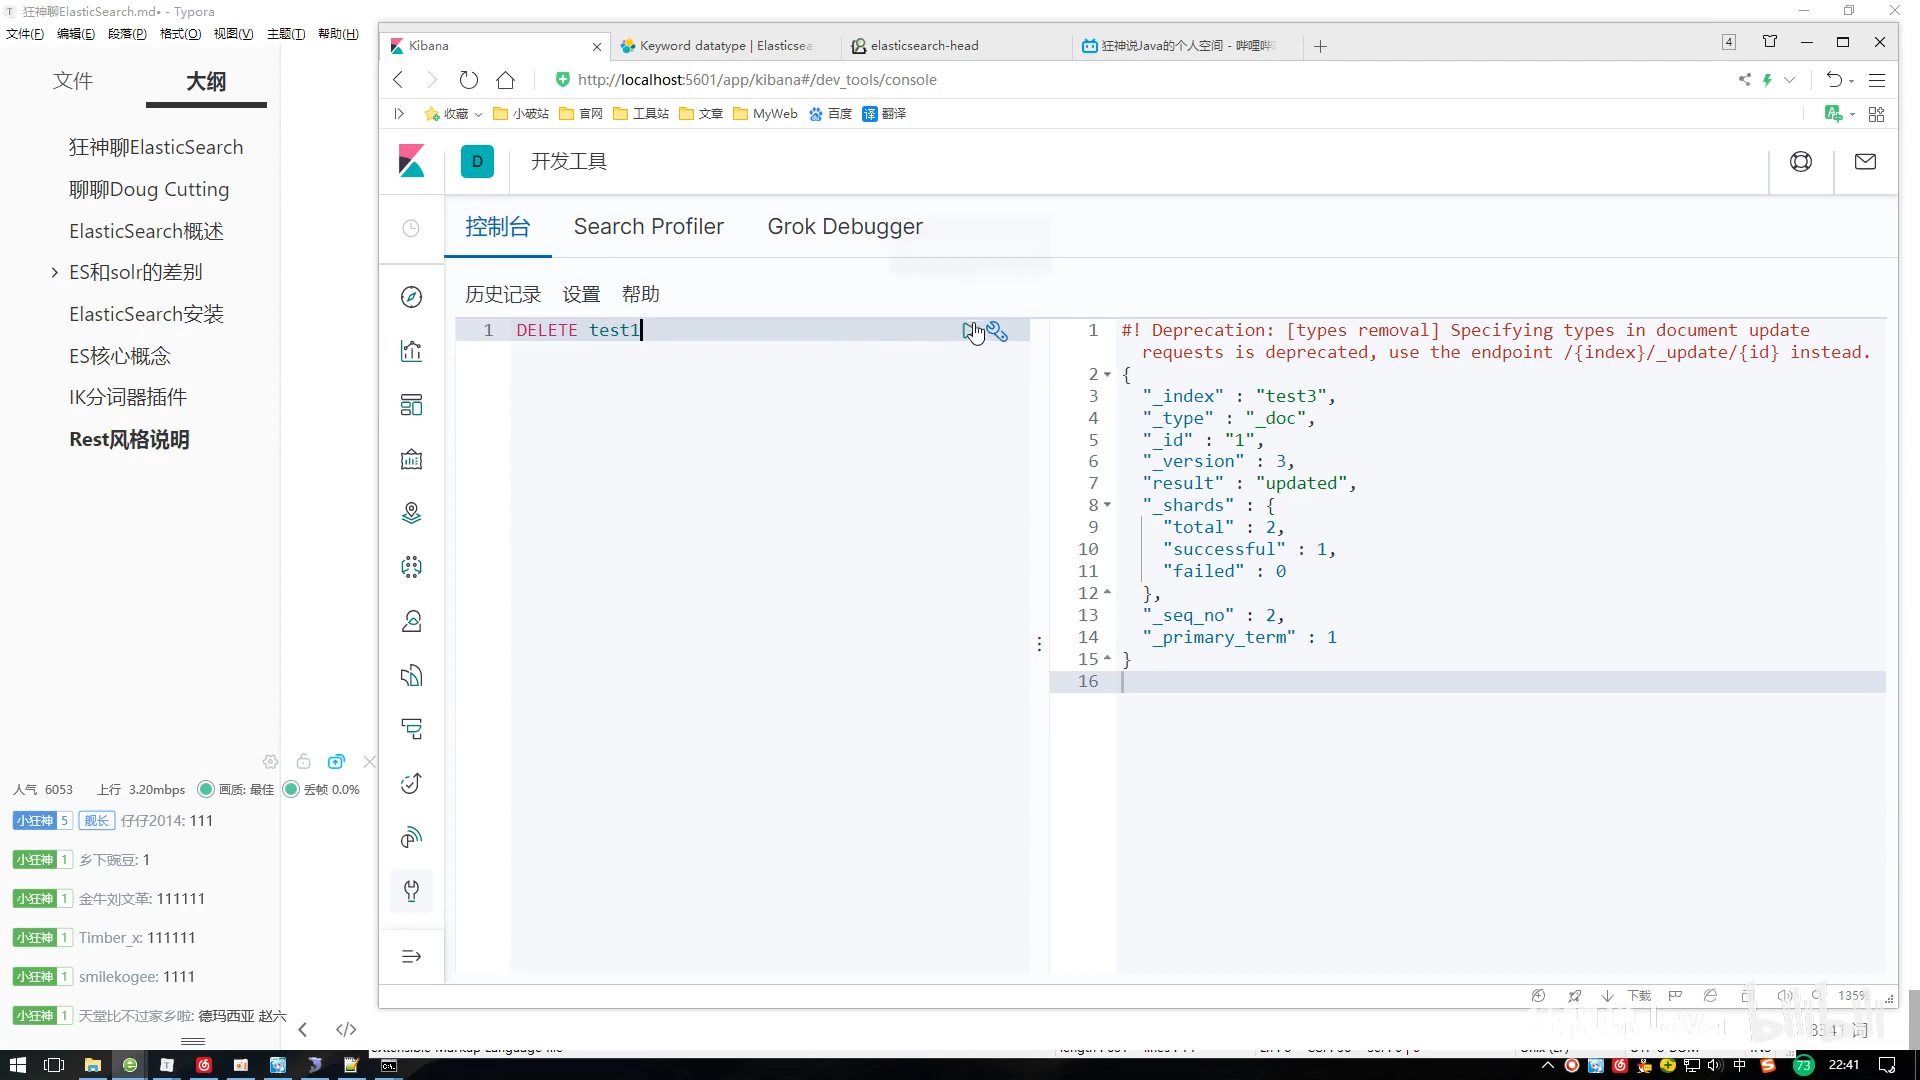 狂神聊ElasticSearch.md• - Typora
文件(F) 编辑(E) 段落(P) 格式(O) 视图(V) 主题(T) 帮助(H)
文件 大纲
狂神聊ElasticSearch
聊聊Doug Cutting
ElasticSearch概述
ES和solr的差别
ElasticSearch安装
ES核心概念
IK分词器插件
Rest风格说明
人气 6053 上行 3.20mbps 画质: 最佳 丢帧 0.0%
小狂神 5 舰长 仔仔2014: 111
小狂神 1 乡下豌豆: 1
小狂神 1 金牛刘文革: 111111
小狂神 1 Timber_x: 111111
小狂神 1 smilekogee: 1111
小狂神 1 天堂比不过家乡啦: 德玛西亚 赵六
Kibana
Keyword datatype | Elasticsea
elasticsearch-head
狂神说Java的个人空间 - 哔哩哔
4
http://localhost:5601/app/kibana#/dev_tools/console
收藏 小破站 官网 工具站 文章 MyWeb 百度 译 翻译
D 开发工具
控制台 Search Profiler Grok Debugger
历史记录 设置 帮助
1 DELETE test1
1 #! Deprecation: [types removal] Specifying types in document update
requests is deprecated, use the endpoint /{index}/_update/{id} instead.
2 {
3 "_index" : "test3",
4 "_type" : "_doc",
5 "_id" : "1",
6 "_version" : 3,
7 "result" : "updated",
8 "_shards" : {
9 "total" : 2,
10 "successful" : 1,
11 "failed" : 0
12 },
13 "_seq_no" : 2,
14 "_primary_term" : 1
15 }
16
下载 135%
8341 词
73 中 22:41